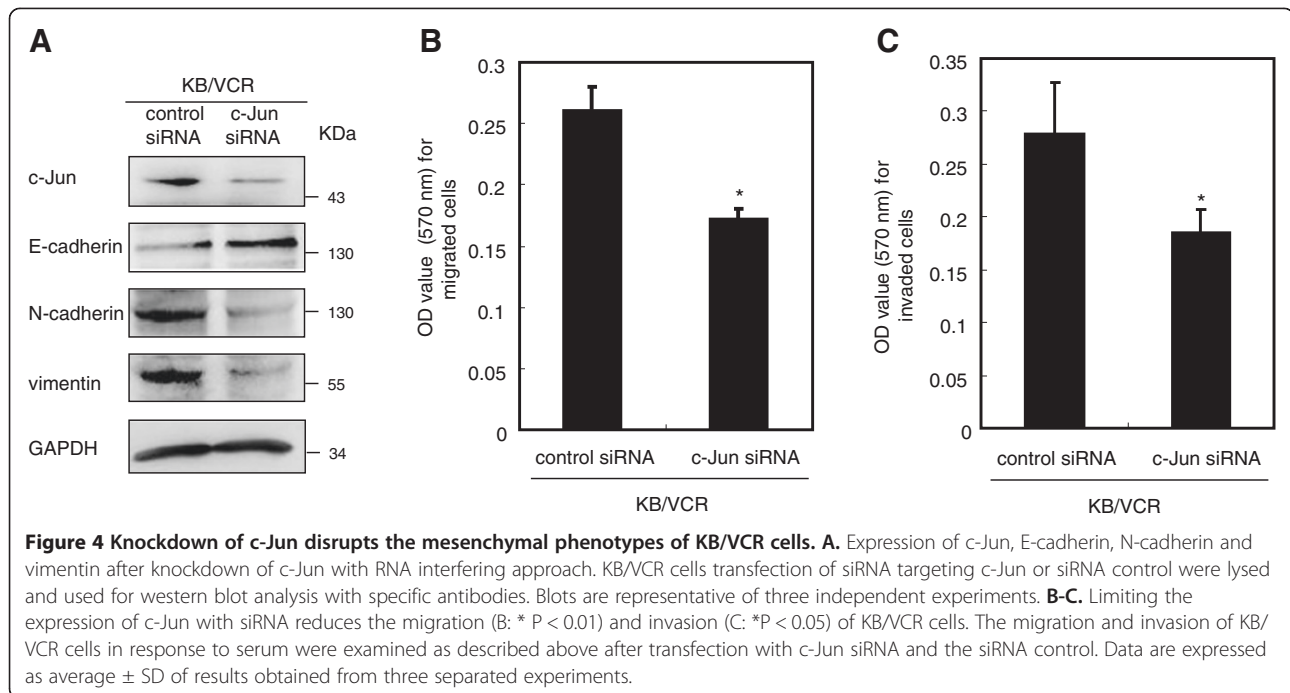 A
KB/VCR
control siRNA
c-Jun siRNA
KDa
c-Jun
43
E-cadherin
130
N-cadherin
130
vimentin
55
GAPDH
34
B
OD value (570 nm) for
migrated cells
0.3
0.25
0.2
0.15
0.1
0.05
0
*
control siRNA
c-Jun siRNA
KB/VCR
C
OD value (570 nm) for
invaded cells
0.35
0.3
0.25
0.2
0.15
0.1
0.05
0
*
control siRNA
c-Jun siRNA
KB/VCR
Figure 4 Knockdown of c-Jun disrupts the mesenchymal phenotypes of KB/VCR cells. A. Expression of c-Jun, E-cadherin, N-cadherin and
vimentin after knockdown of c-Jun with RNA interfering approach. KB/VCR cells transfection of siRNA targeting c-Jun or siRNA control were lysed
and used for western blot analysis with specific antibodies. Blots are representative of three independent experiments. B-C. Limiting the
expression of c-Jun with siRNA reduces the migration (B: * P < 0.01) and invasion (C: *P < 0.05) of KB/VCR cells. The migration and invasion of KB/
VCR cells in response to serum were examined as described above after transfection with c-Jun siRNA and the siRNA control. Data are expressed
as average ± SD of results obtained from three separated experiments.